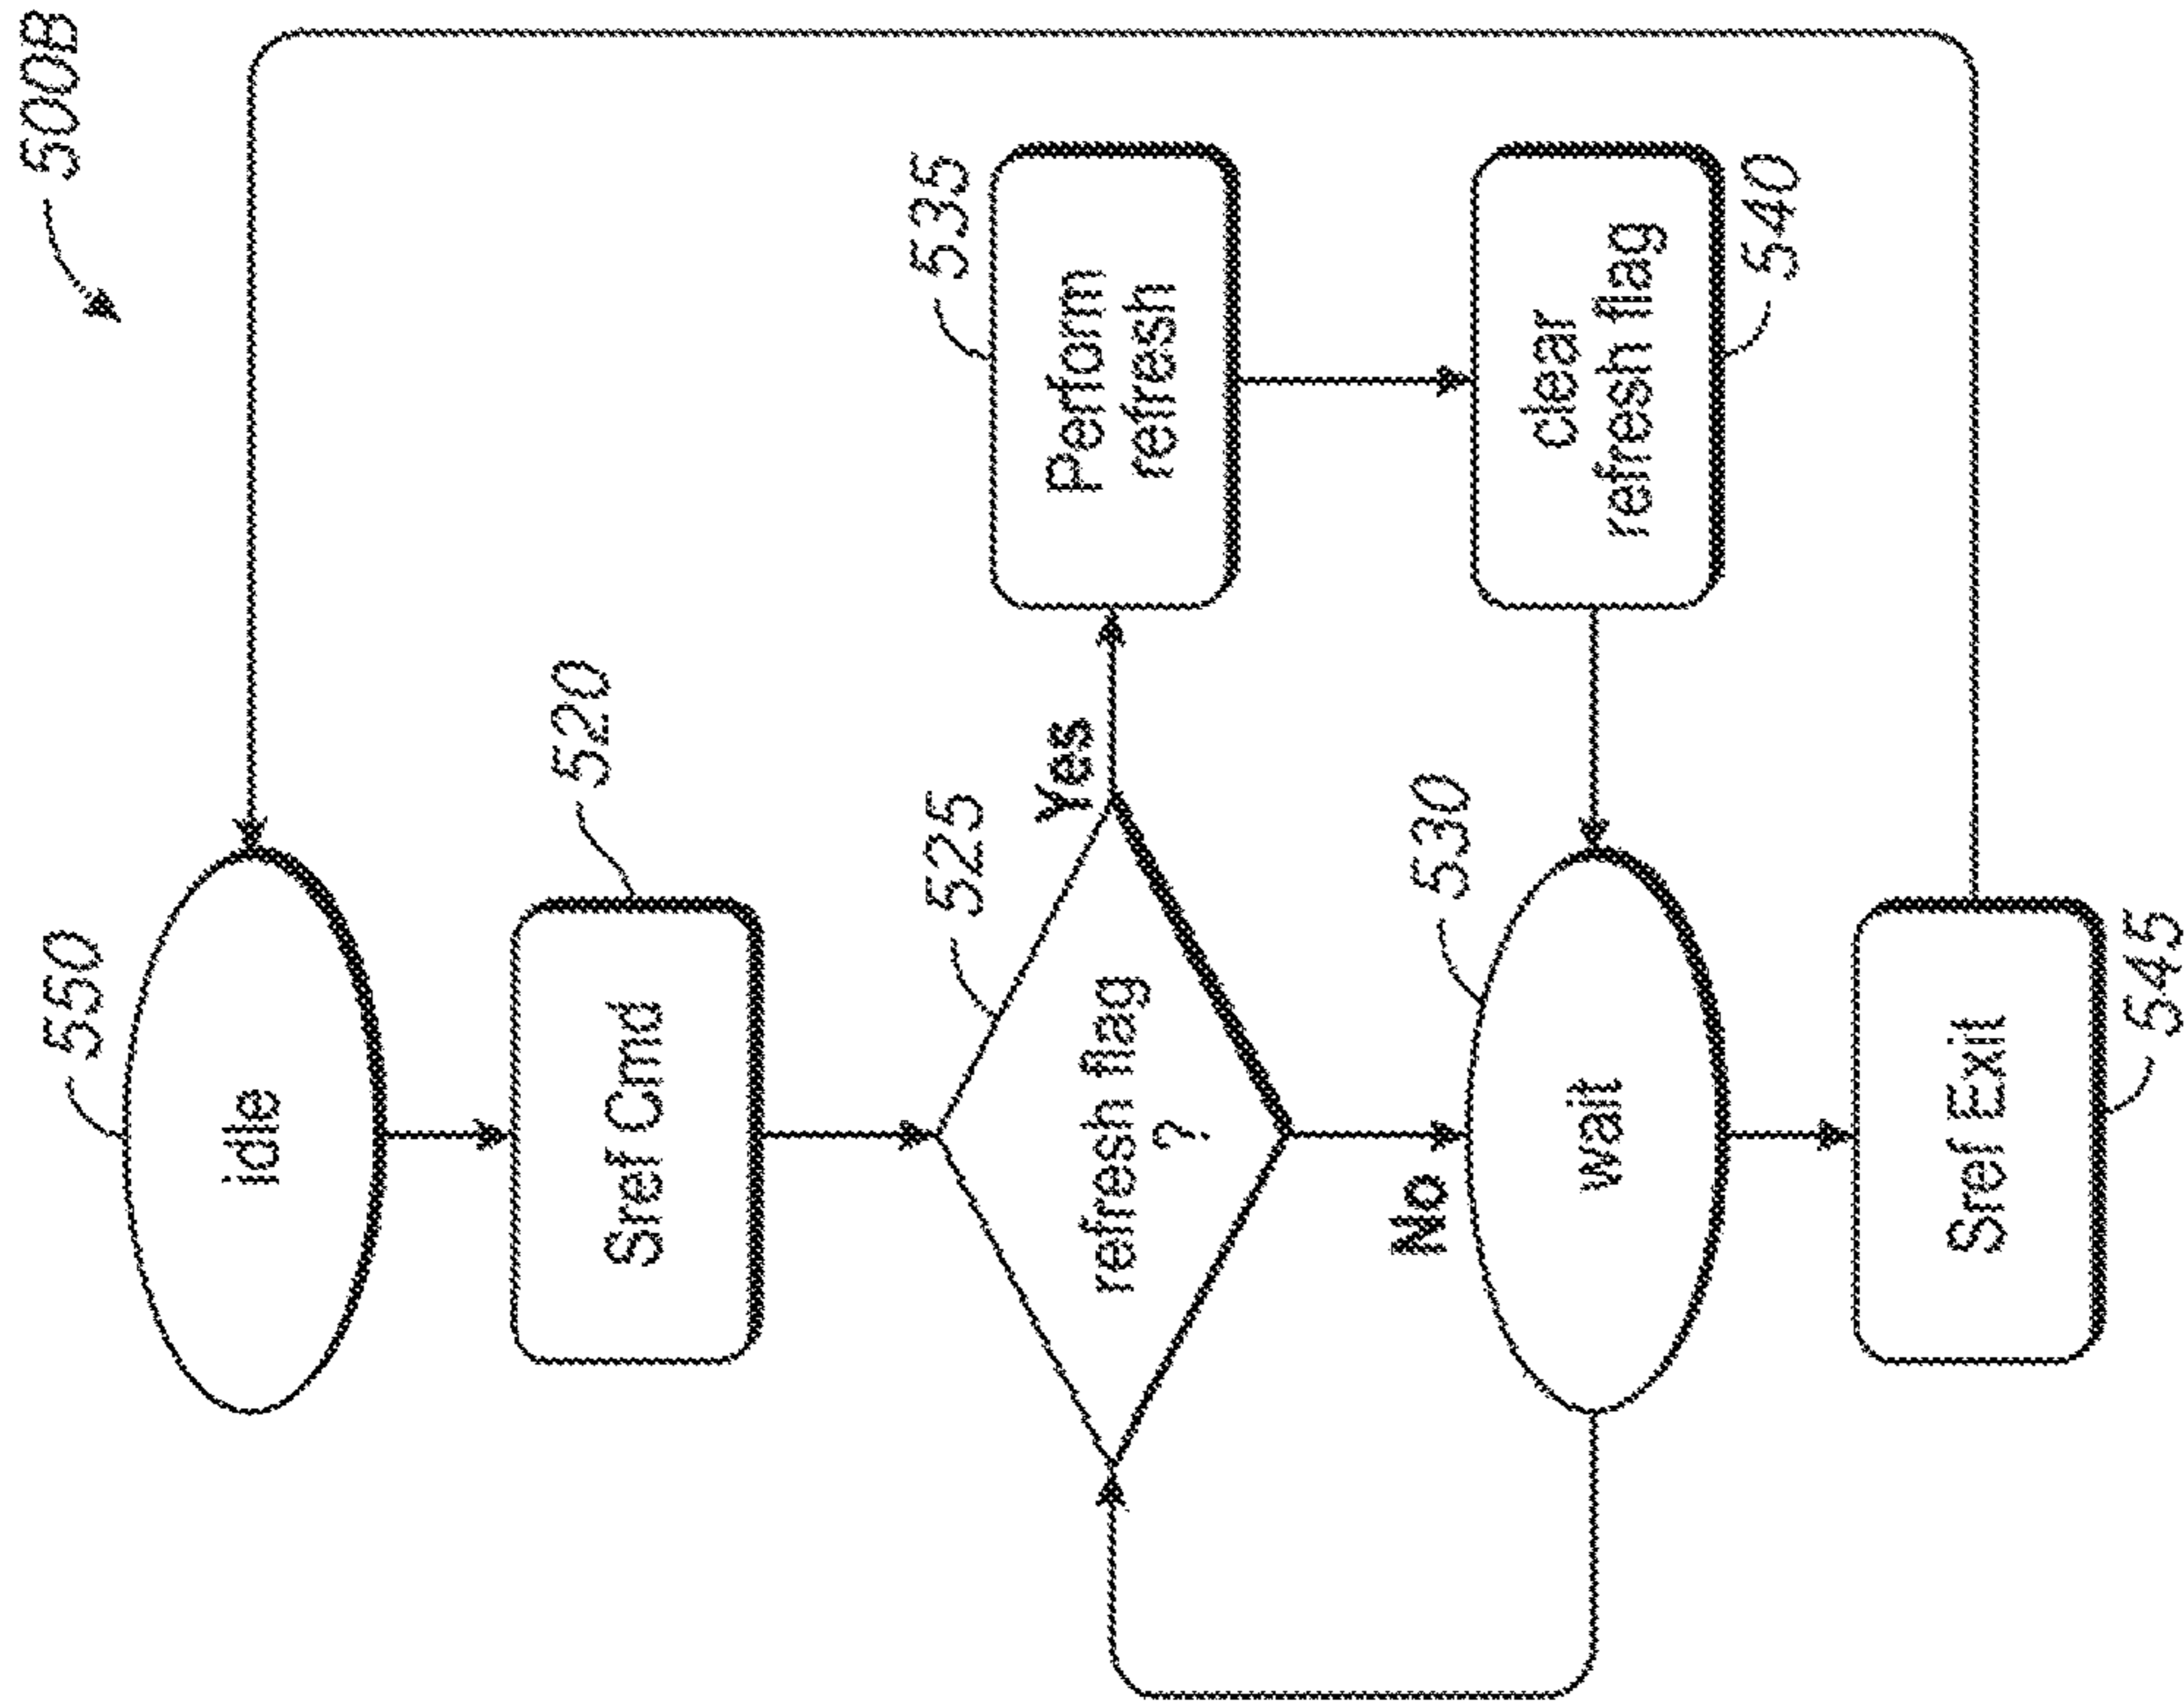 500B
550
idle
520
Sref Cmd
525
refresh flag
?
Yes
535
Perform
refresh
No
530
wait
540
clear
refresh flag
545
Sref Exit